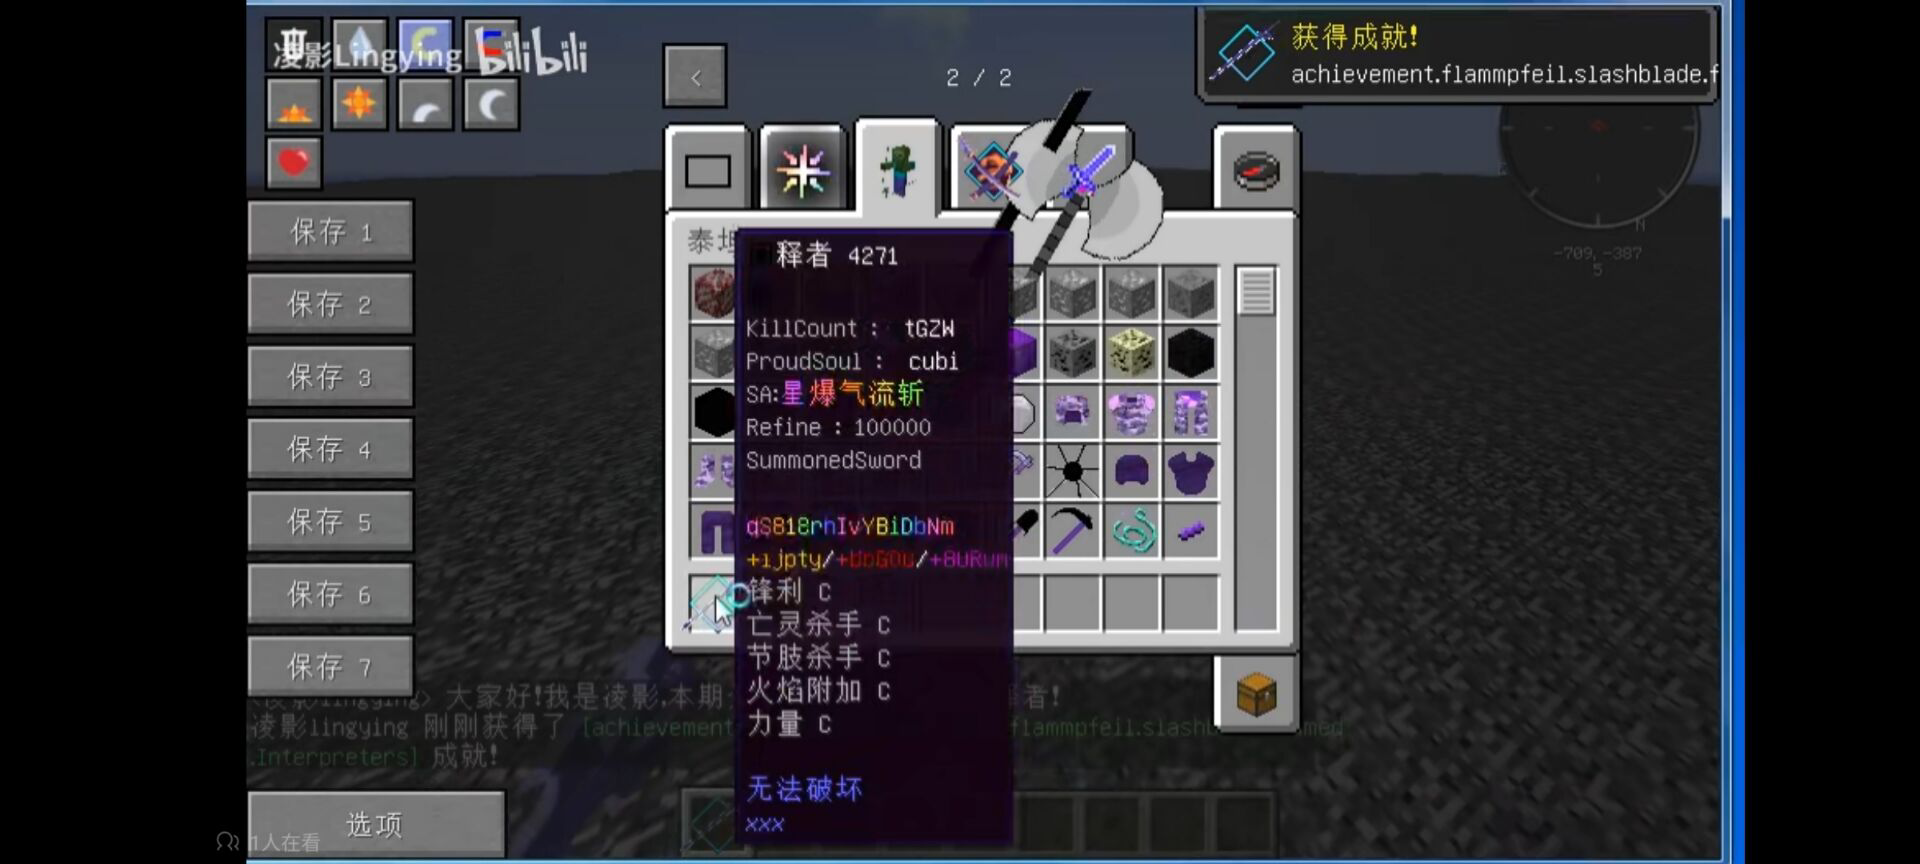 凌影Lingying bilibili
获得成就!
achievement.flammpfeil.slashblade.f
2 / 2
N
-709, -387
5
保存 1
保存 2
保存 3
保存 4
保存 5
保存 6
保存 7
泰坦
释者 4271
KillCount : tGZW
ProudSoul : cubi
SA:星爆气流斩
Refine : 100000
SummonedSword
qS818rhIvYBiDbNm
锋利 C
亡灵杀手 C
节肢杀手 C
火焰附加 C
力量 C
无法破坏
xxx
大家好!我是凌影,本期
者!
凌影lingying 刚刚获得了 [achievement
flammpfeil.slashb
med
.Interpreters] 成就!
选项
1人在看